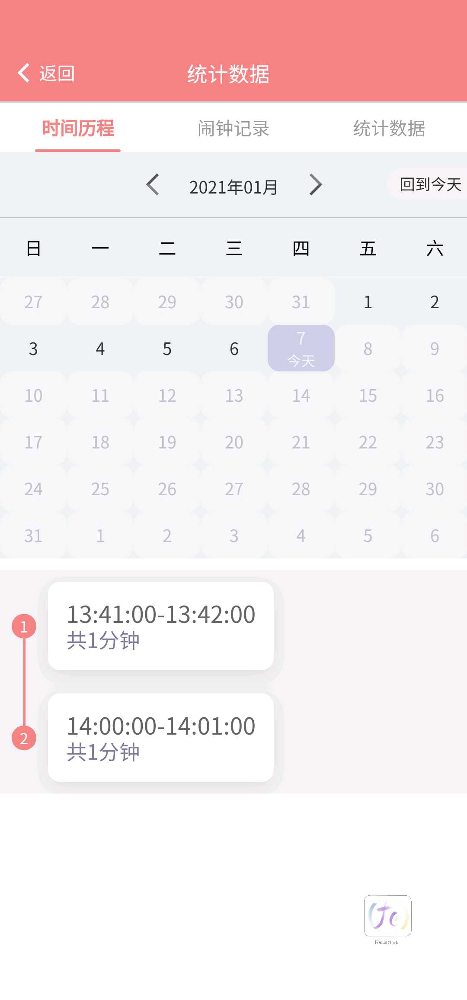 返回
统计数据
时间历程 闹钟记录 统计数据
2021年01月
回到今天
日 一 二 三 四 五 六
27 28 29 30 31 1 2
3 4 5 6 7 8 9
今天
10 11 12 13 14 15 16
17 18 19 20 21 22 23
24 25 26 27 28 29 30
31 1 2 3 4 5 6
1
13:41:00-13:42:00
共1分钟
2
14:00:00-14:01:00
共1分钟
Focus Clock